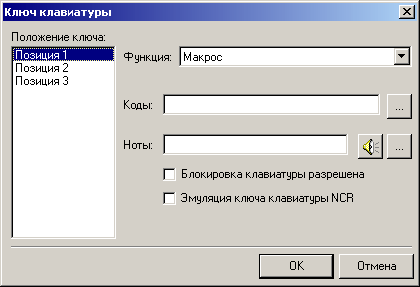 Ключ клавиатуры
Положение ключа:
Позиция 1
Позиция 2
Позиция 3
Функция: Макрос
Коды: ...
Ноты: ...
Блокировка клавиатуры разрешена
Эмуляция ключа клавиатуры NCR
OK Отмена